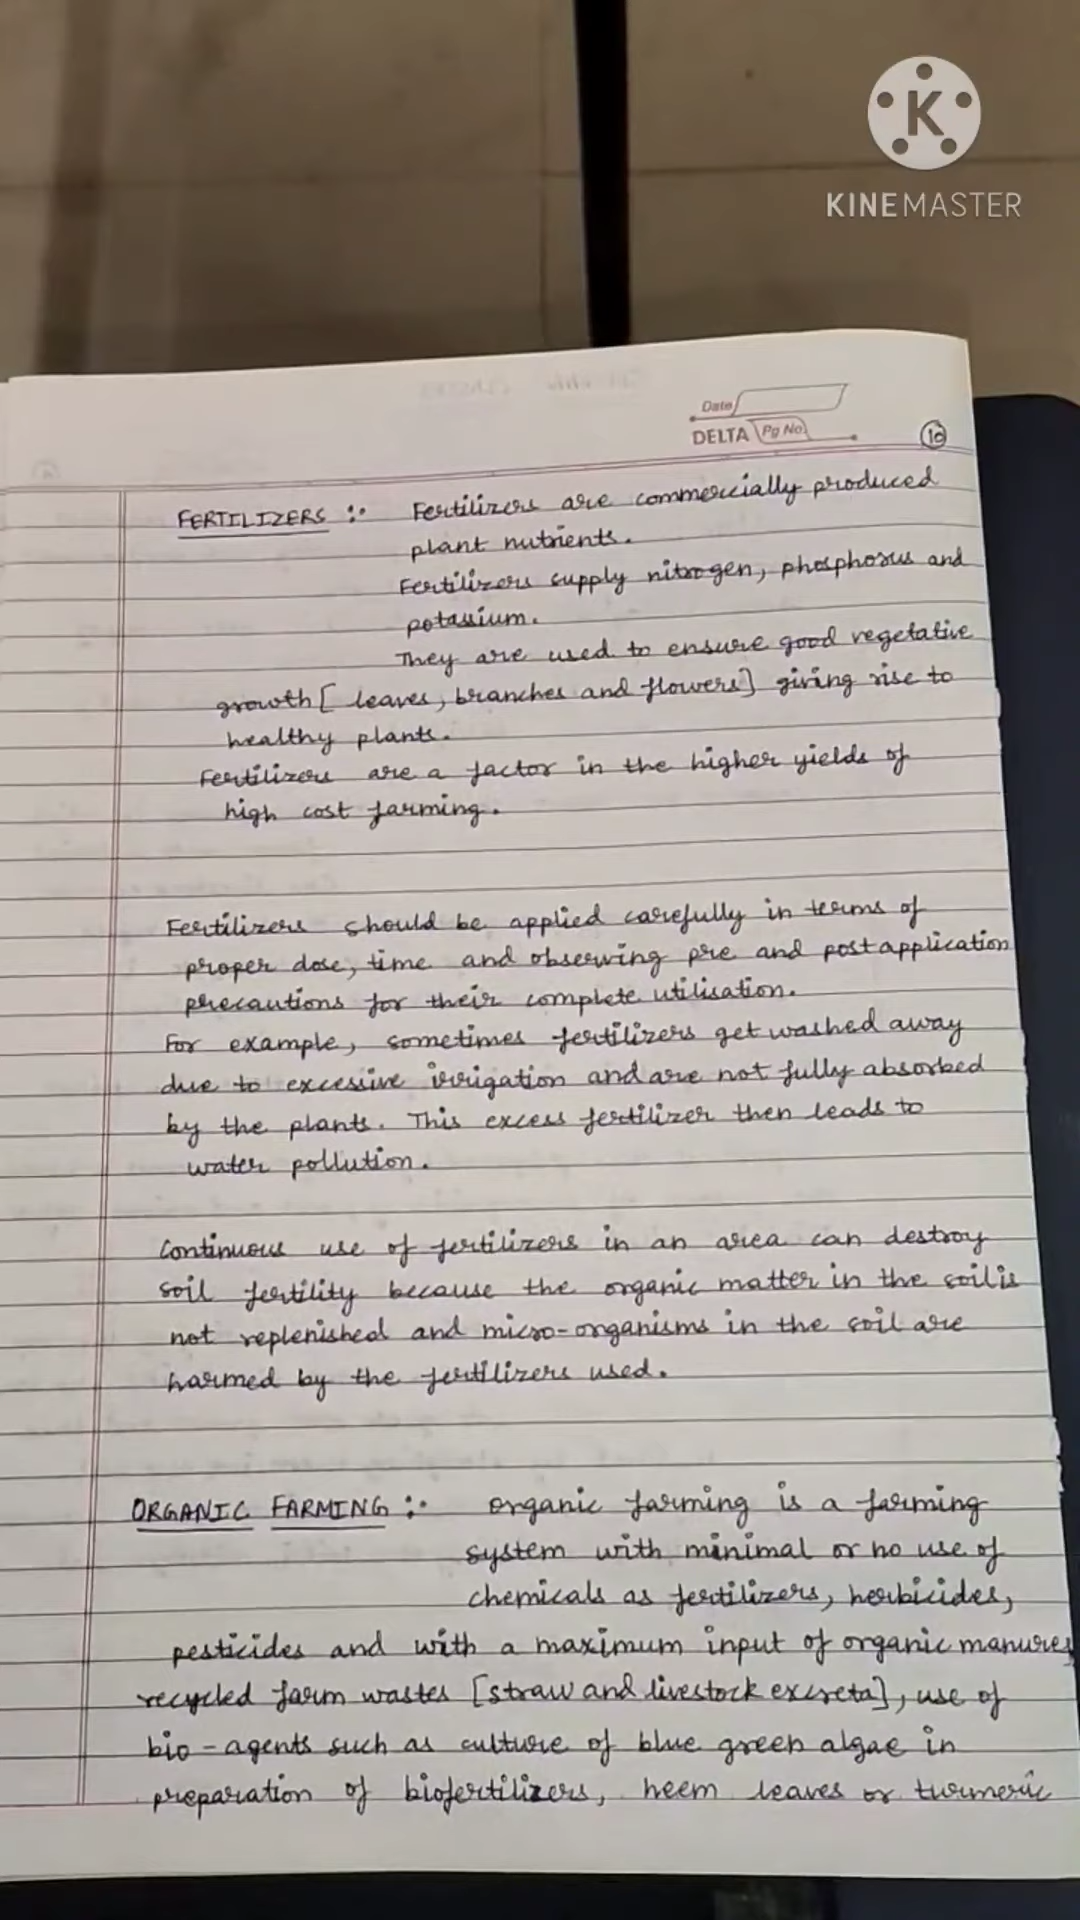 K
KINEMASTER
Date
DELTA Pg No.
10
FERTILIZERS :• Fertilizers are commercially produced
plant nutrients.
Fertilizers supply nitrogen, phosphorus and
potassium.
They are used to ensure good vegetative
growth [ leaves, branches and flowers] giving rise to
healthy plants.
Fertilizers are a factor in the higher yields of
high cost farming.
Fertilizers should be applied carefully in terms of
proper dose, time and observing pre and post application
precautions for their complete utilisation.
For example, sometimes fertilizers get washed away
due to excessive irrigation and are not fully absorbed
by the plants. This excess fertilizer then leads to
water pollution.
Continuous use of fertilizers in an area can destroy
soil fertility because the organic matter in the soil is
not replenished and micro-organisms in the soil are
harmed by the fertilizers used.
ORGANIC FARMING :• Organic farming is a farming
system with minimal or no use of
chemicals as fertilizers, herbicides,
pesticides and with a maximum input of organic manures,
recycled farm wastes [straw and livestock excreta], use of
bio-agents such as culture of blue green algae in
preparation of biofertilizers, neem leaves or turmeric